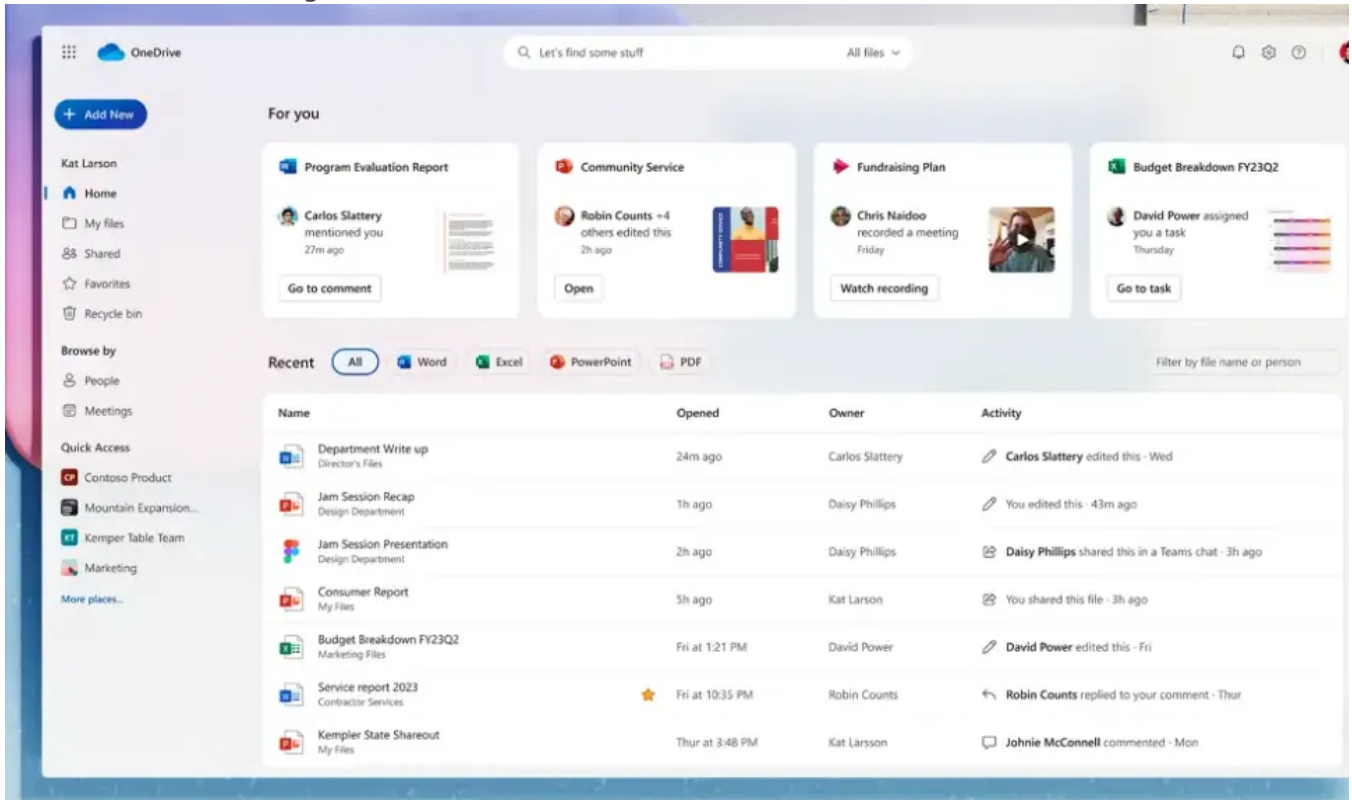 OneDrive
Let's find some stuff
All files
Add New
For you
Kat Larson
Home
My files
Shared
Favorites
Recycle bin
Browse by
People
Meetings
Quick Access
CP Contoso Product
Mountain Expansion...
KT Kemper Table Team
Marketing
More places...
Program Evaluation Report
Carlos Slattery
mentioned you
27m ago
Go to comment
Community Service
Robin Counts +4
others edited this
2h ago
COMMUNITY SERVICE
Open
Fundraising Plan
Chris Naidoo
recorded a meeting
Friday
Watch recording
Budget Breakdown FY23Q2
David Power assigned
you a task
Thursday
Go to task
Recent All Word Excel PowerPoint PDF
Filter by file name or person
Name Opened Owner Activity
Department Write up
Director's Files
24m ago Carlos Slattery Carlos Slattery edited this · Wed
Jam Session Recap
Design Department
1h ago Daisy Phillips You edited this · 43m ago
Jam Session Presentation
Design Department
2h ago Daisy Phillips Daisy Phillips shared this in a Teams chat · 3h ago
Consumer Report
My Files
5h ago Kat Larson You shared this file · 3h ago
Budget Breakdown FY23Q2
Marketing Files
Fri at 1:21 PM David Power David Power edited this · Fri
Service report 2023
Contractor Services
Fri at 10:35 PM Robin Counts Robin Counts replied to your comment · Thur
Kempler State Shareout
My Files
Thur at 3:48 PM Kat Larsson Johnie McConnell commented · Mon